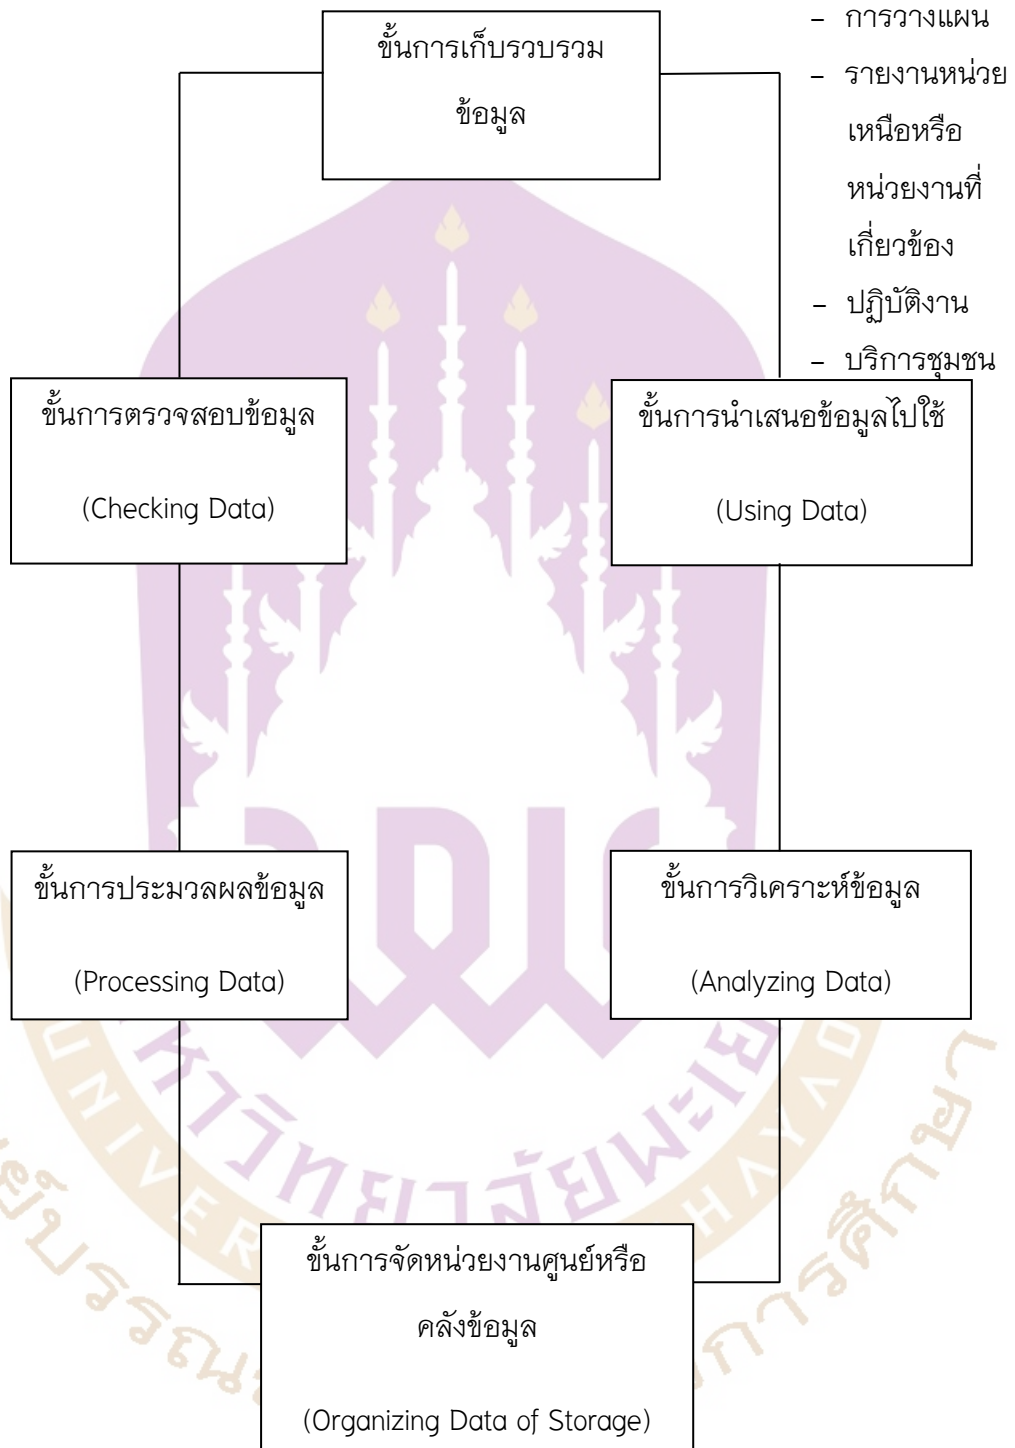 ขั้นการเก็บรวบรวม
ข้อมูล
– การวางแผน
– รายงานหน่วย
เหนือหรือ
หน่วยงานที่
เกี่ยวข้อง
– ปฏิบัติงาน
– บริการชุมชน
ขั้นการตรวจสอบข้อมูล
(Checking Data)
ขั้นการนำเสนอข้อมูลไปใช้
(Using Data)
ขั้นการประมวลผลข้อมูล
(Processing Data)
ขั้นการวิเคราะห์ข้อมูล
(Analyzing Data)
ขั้นการจัดหน่วยงานศูนย์หรือ
คลังข้อมูล
(Organizing Data of Storage)